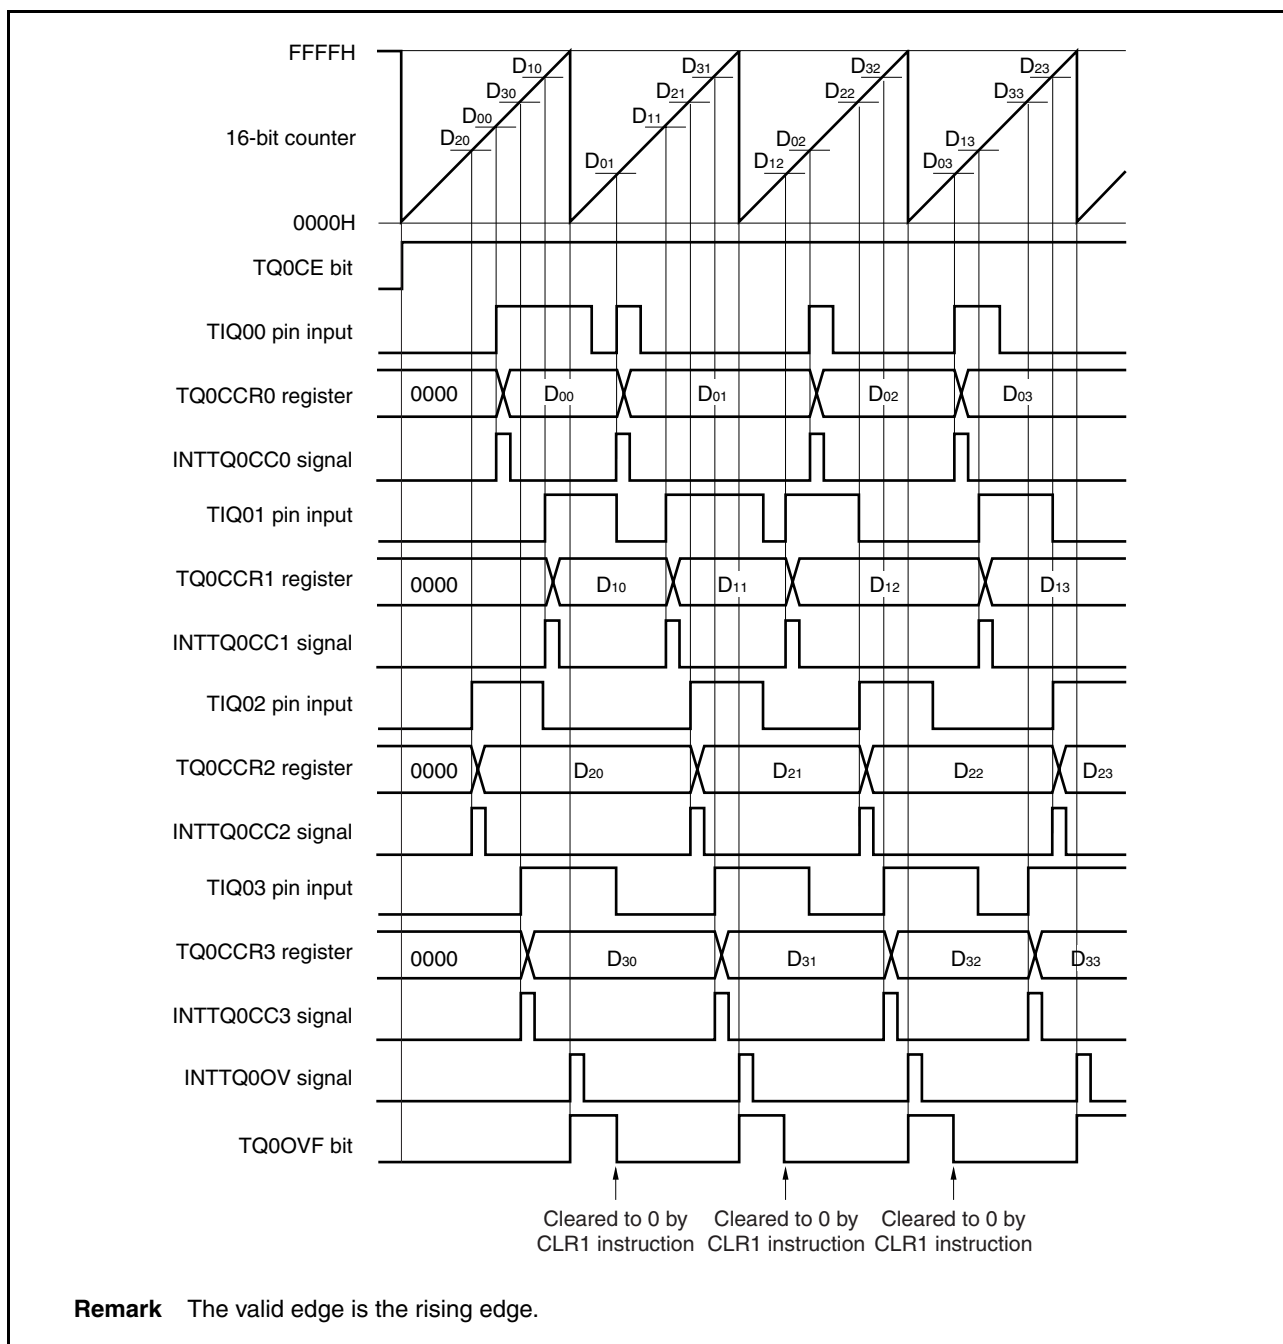 FFFFH
D10 D31 D32 D23
D30 D21 D22 D33
D00 D11
16-bit counter
D20 D02 D13
D01 D12 D03
0000H
TQ0CE bit
TIQ00 pin input
TQ0CCR0 register 0000 D00 D01 D02 D03
INTTQ0CC0 signal
TIQ01 pin input
TQ0CCR1 register 0000 D10 D11 D12 D13
INTTQ0CC1 signal
TIQ02 pin input
TQ0CCR2 register 0000 D20 D21 D22 D23
INTTQ0CC2 signal
TIQ03 pin input
TQ0CCR3 register 0000 D30 D31 D32 D33
INTTQ0CC3 signal
INTTQ0OV signal
TQ0OVF bit
Cleared to 0 by CLR1 instruction
Cleared to 0 by CLR1 instruction
Cleared to 0 by CLR1 instruction
Remark The valid edge is the rising edge.